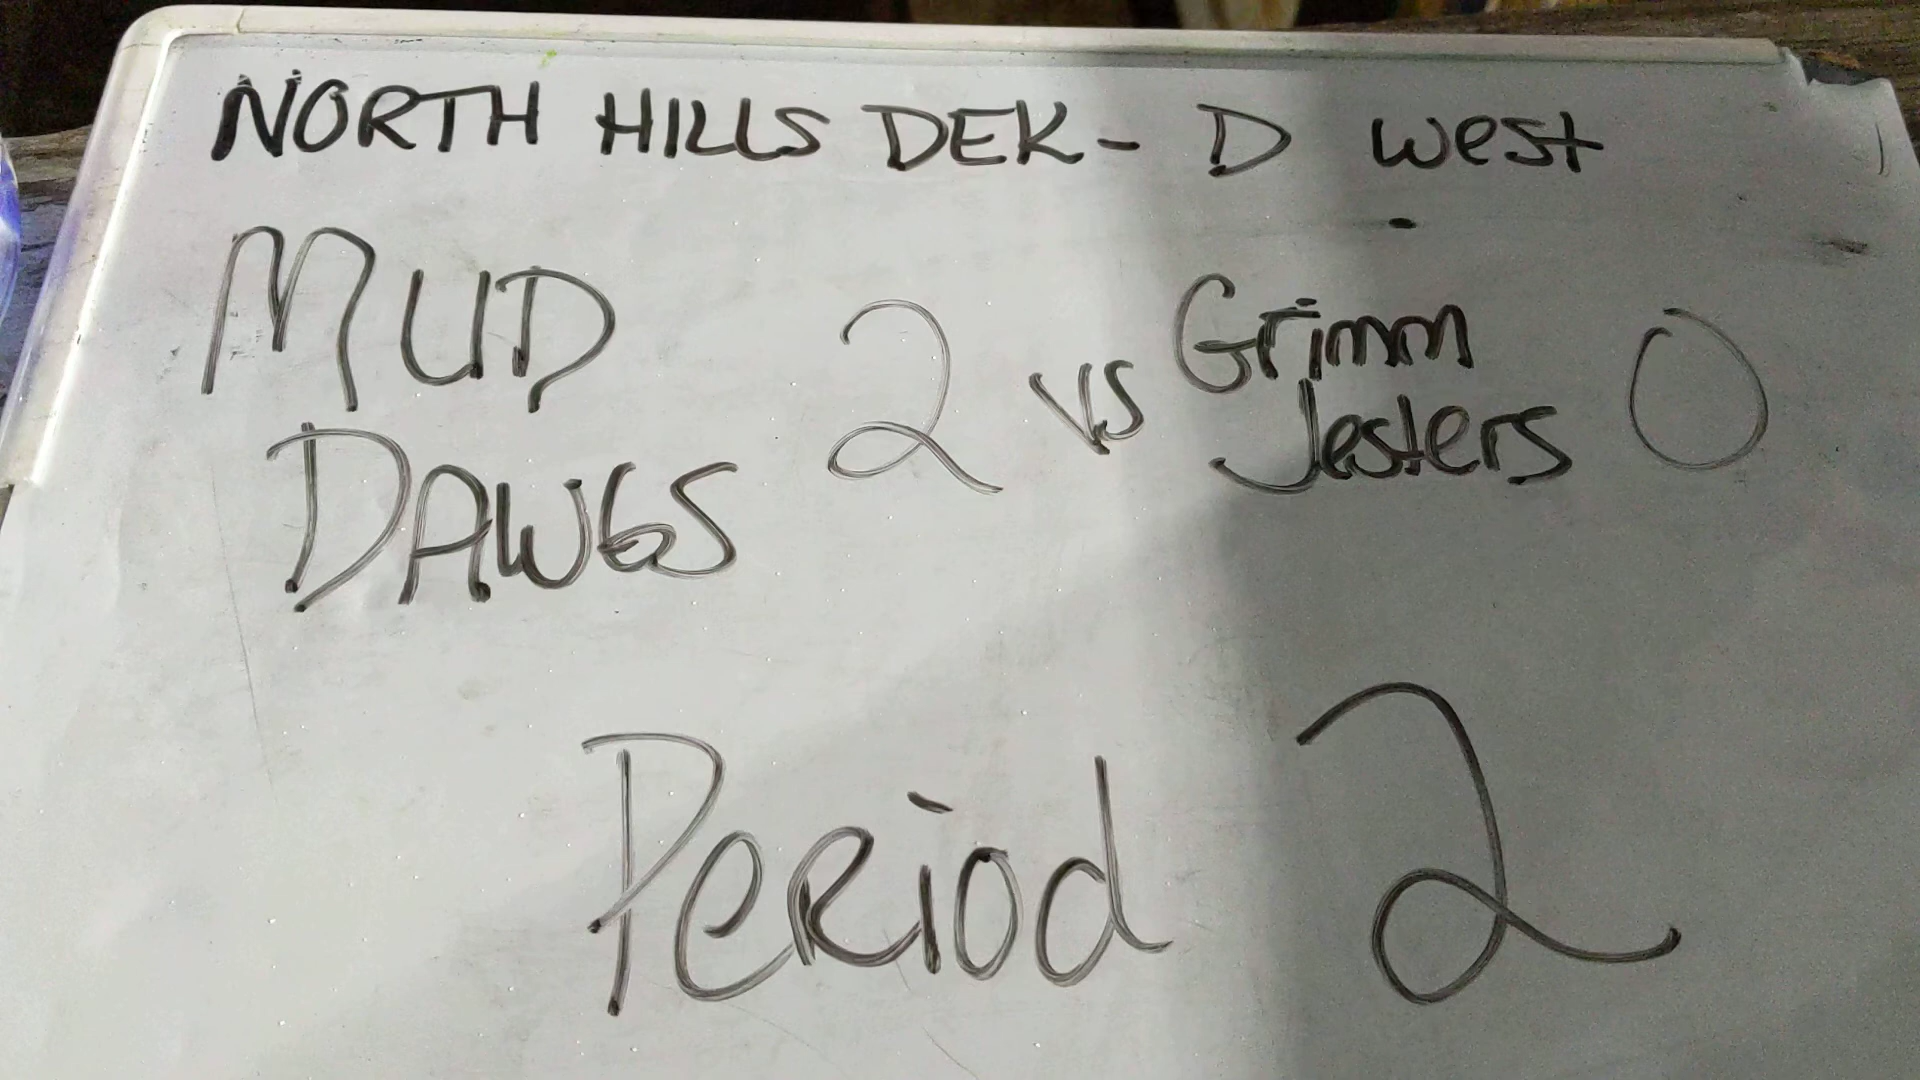 NORTH HILLS DEK - D west
MUD
DAWGS
2
vs
Grimm
Jesters
0
Period 2